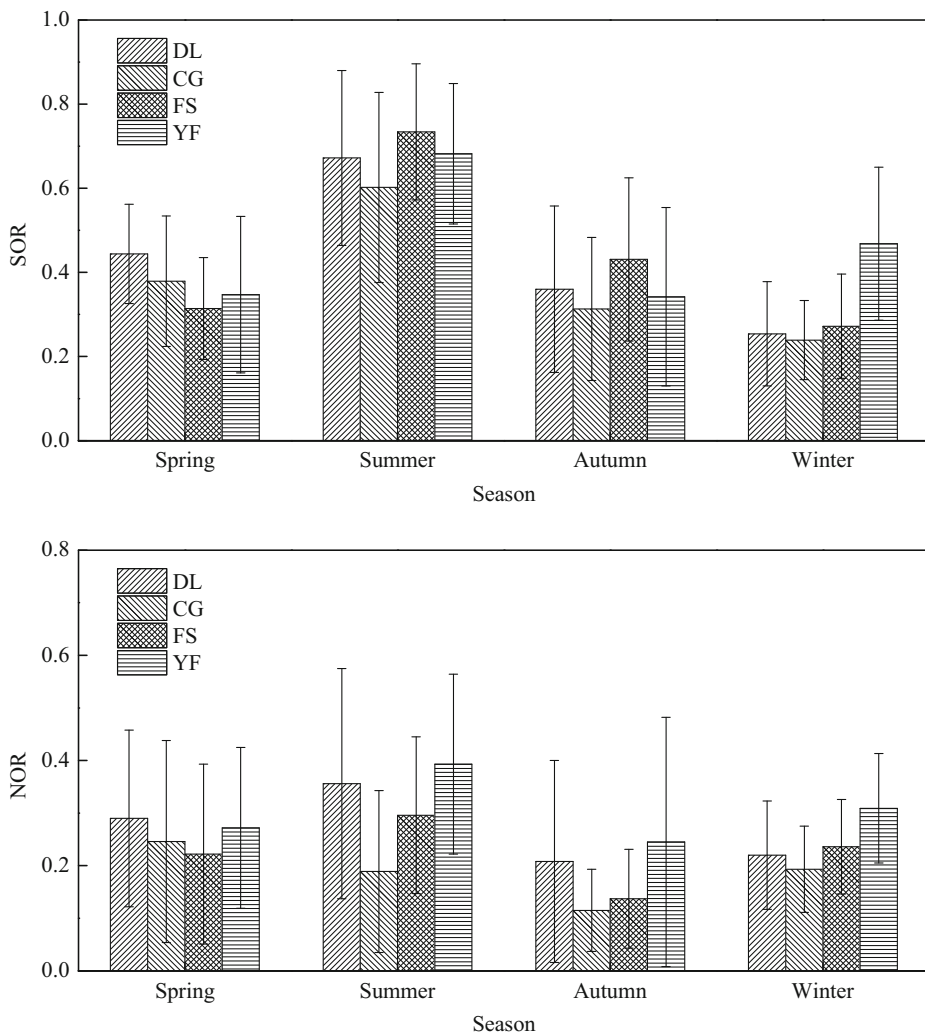 1.0
DL
CG
0.8
FS
YF
0.6
SOR
0.4
0.2
0.0
Spring Summer Autumn Winter
Season
0.8
DL
CG
FS
0.6
YF
NOR
0.4
0.2
0.0
Spring Summer Autumn Winter
Season